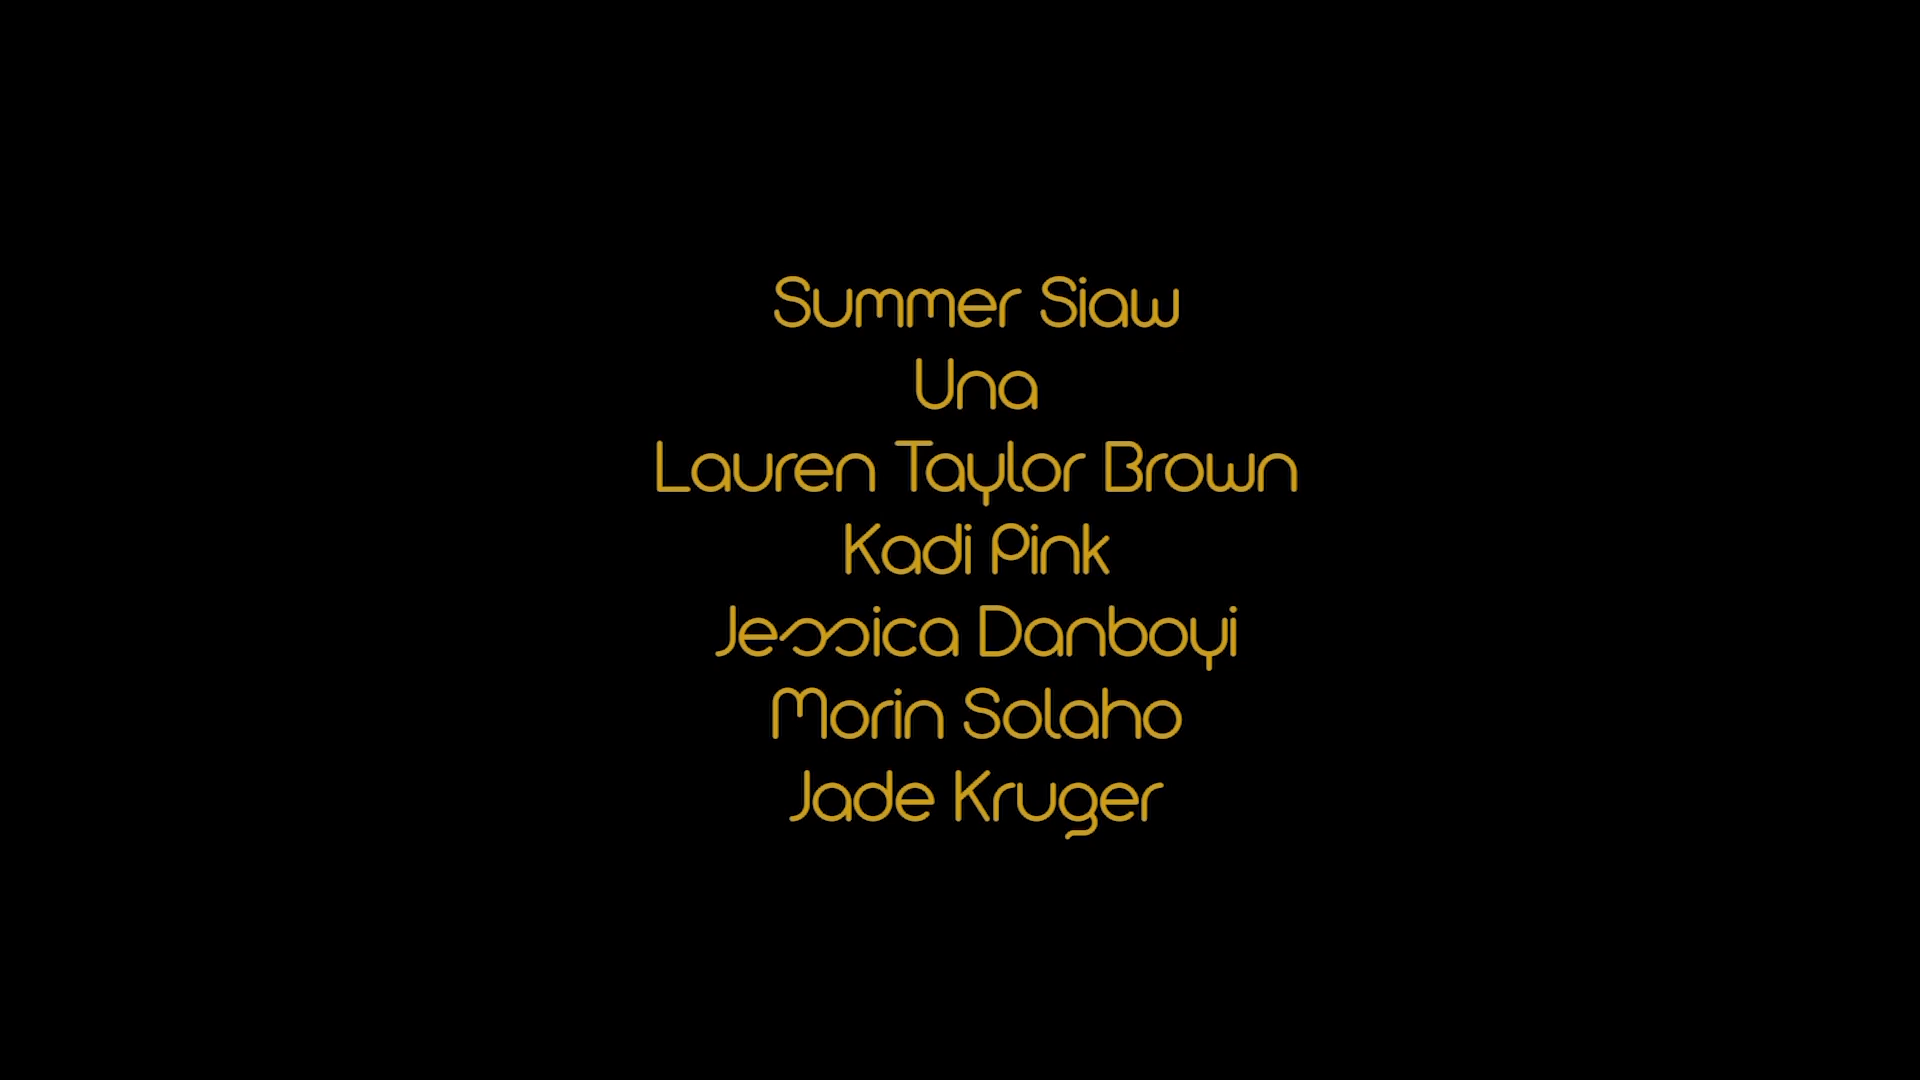 Summer Siaw
Una
Lauren Taylor Brown
Kadi Pink
Jessica Danboyi
Morin Solaho
Jade Kruger